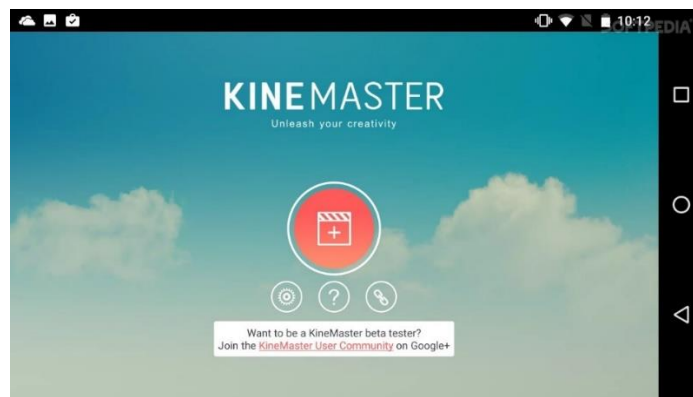 10:12
SOFTPEDIA
KINEMASTER
Unleash your creativity
?
Want to be a KineMaster beta tester?
Join the KineMaster User Community on Google+